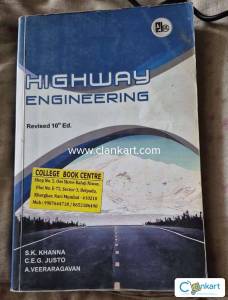 HIGHWAY
ENGINEERING
Revised 10th Ed.
www.clankart.com
COLLEGE BOOK CENTRE
S.K. KHANNA
C.E.G. JUSTO
A.VEERARAGAVAN
Clankart